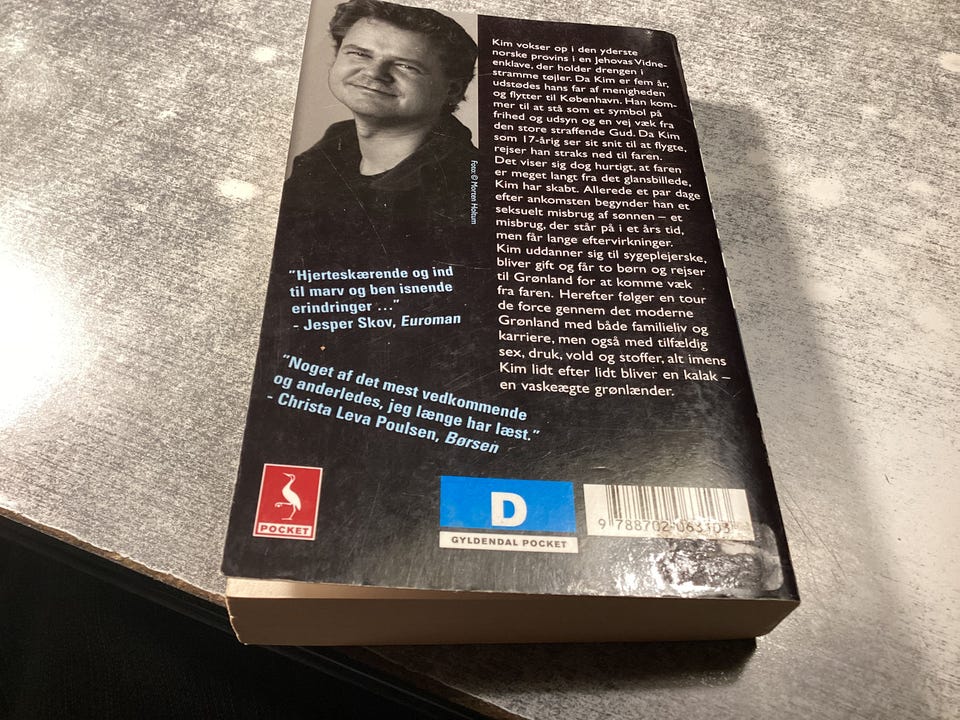 Kim vokser op i den yderste
norske provins i en Jehovas Vidne-
enklave, der holder drengen i
stramme tøjler. Da Kim er fem år,
udstødes hans far af menigheden
og flytter til København. Han kom-
mer til at stå som et symbol på
frihed og udsyn og en vej væk fra
den store straffende Gud. Da Kim
som 17-årig ser sit snit til at flygte,
rejser han straks ned til faren.
Det viser sig dog hurtigt, at faren
er meget langt fra det glansbillede,
Kim har skabt. Allerede et par dage
efter ankomsten begynder han et
seksuelt misbrug af sønnen – et
misbrug, der står på i et års tid,
men får lange eftervirkninger.
Kim uddanner sig til sygeplejerske,
bliver gift og får to børn og rejser
til Grønland for at komme væk
fra faren. Herefter følger en tour
de force gennem det moderne
Grønland med både familieliv og
karriere, men også med tilfældig
sex, druk, vold og stoffer, alt imens
Kim lidt efter lidt bliver en kalak –
en vaskeægte grønlænder.
Foto: © Morten Holtum
"Hjerteskærende og ind
til marv og ben isnende
erindringer ..."
- Jesper Skov, Euroman
"Noget af det mest vedkommende
og anderledes, jeg længe har læst."
- Christa Leva Poulsen, Børsen
POCKET
D
GYLDENDAL POCKET
9 788702 063103